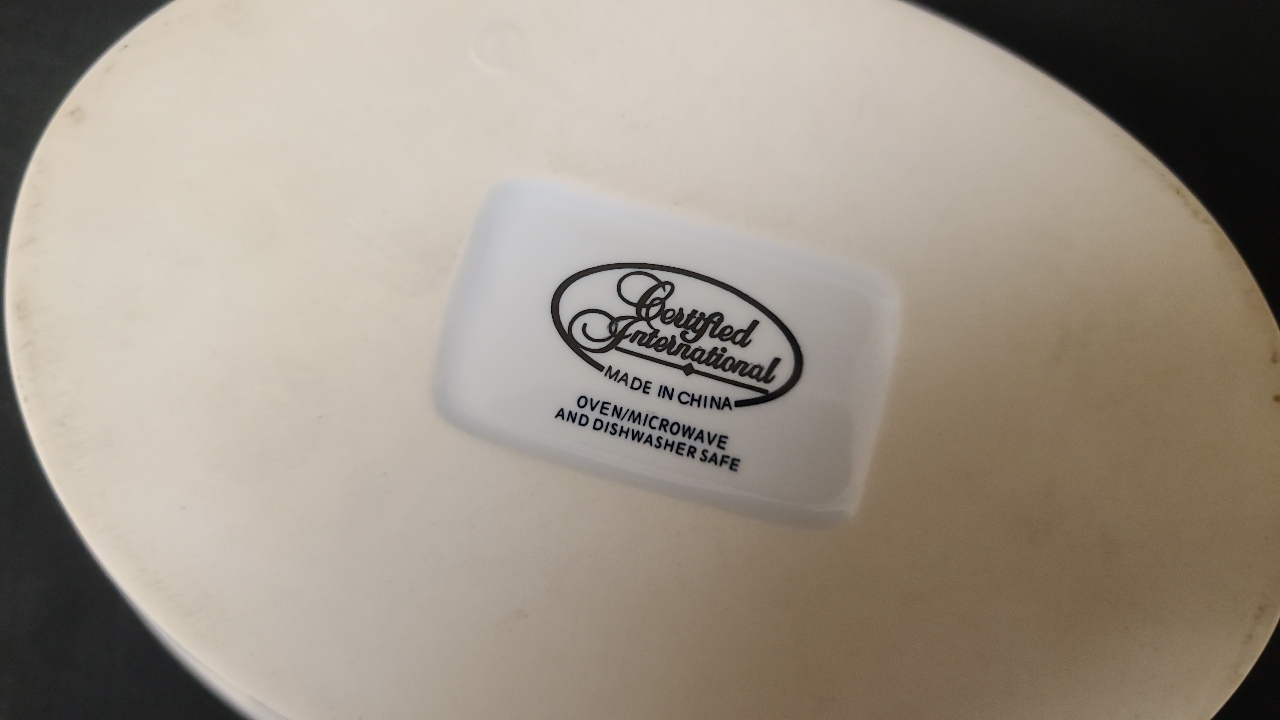 Certified
International
MADE IN CHINA
OVEN/MICROWAVE
AND DISHWASHER SAFE